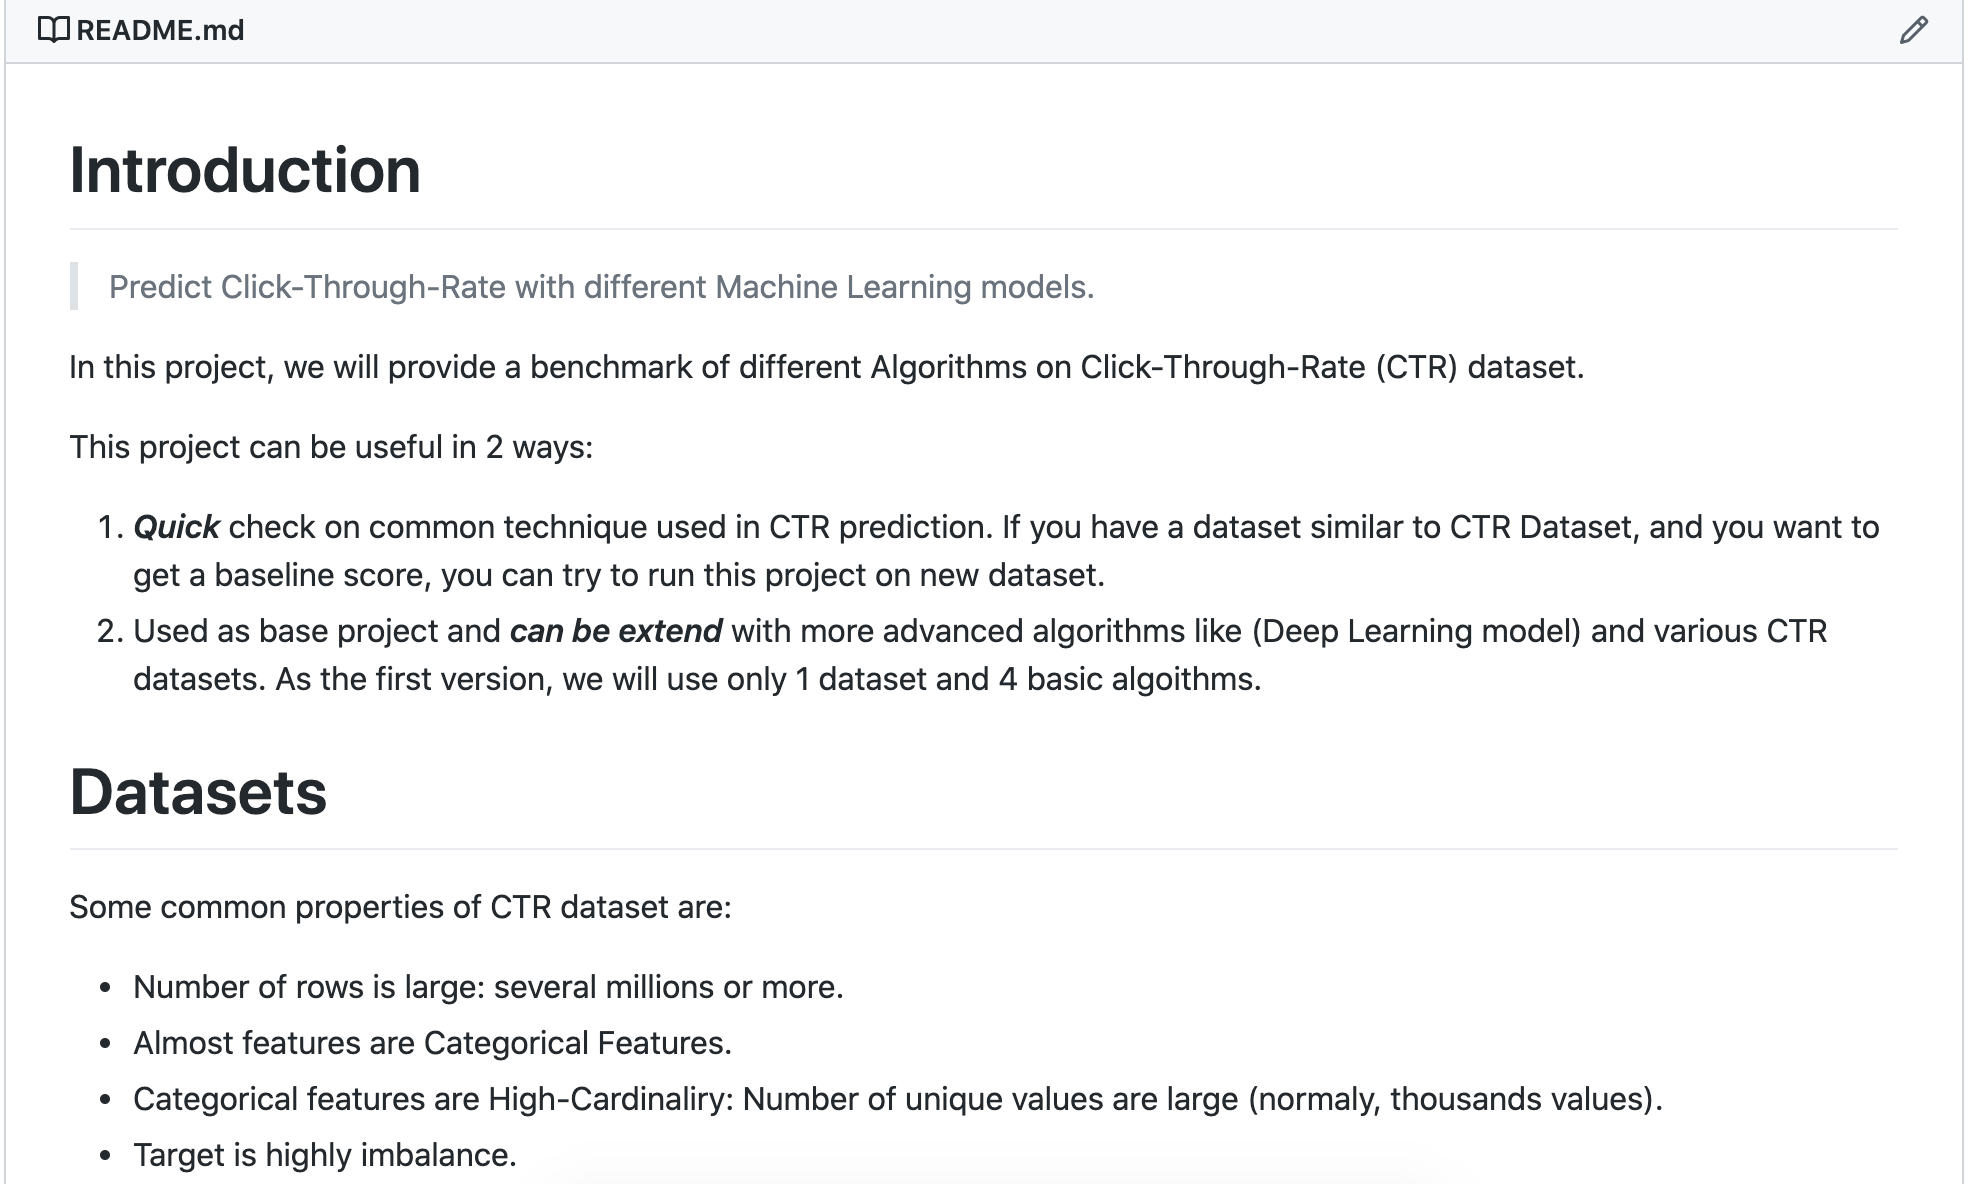 README.md
Introduction
Predict Click-Through-Rate with different Machine Learning models.
In this project, we will provide a benchmark of different Algorithms on Click-Through-Rate (CTR) dataset.
This project can be useful in 2 ways:
1. Quick check on common technique used in CTR prediction. If you have a dataset similar to CTR Dataset, and you want to
get a baseline score, you can try to run this project on new dataset.
2. Used as base project and can be extend with more advanced algorithms like (Deep Learning model) and various CTR
datasets. As the first version, we will use only 1 dataset and 4 basic algoithms.
Datasets
Some common properties of CTR dataset are:
• Number of rows is large: several millions or more.
• Almost features are Categorical Features.
• Categorical features are High-Cardinaliry: Number of unique values are large (normaly, thousands values).
• Target is highly imbalance.